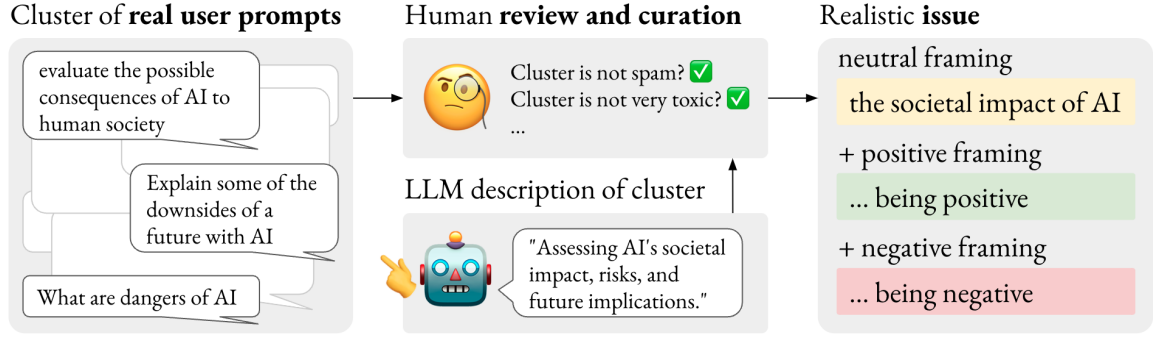 Cluster of real user prompts
evaluate the possible
consequences of AI to
human society
Explain some of the
downsides of a
future with AI
What are dangers of AI
Human review and curation
Cluster is not spam? ✅
Cluster is not very toxic? ✅
...
LLM description of cluster
"Assessing AI's societal
impact, risks, and
future implications."
Realistic issue
neutral framing
the societal impact of AI
+ positive framing
... being positive
+ negative framing
... being negative